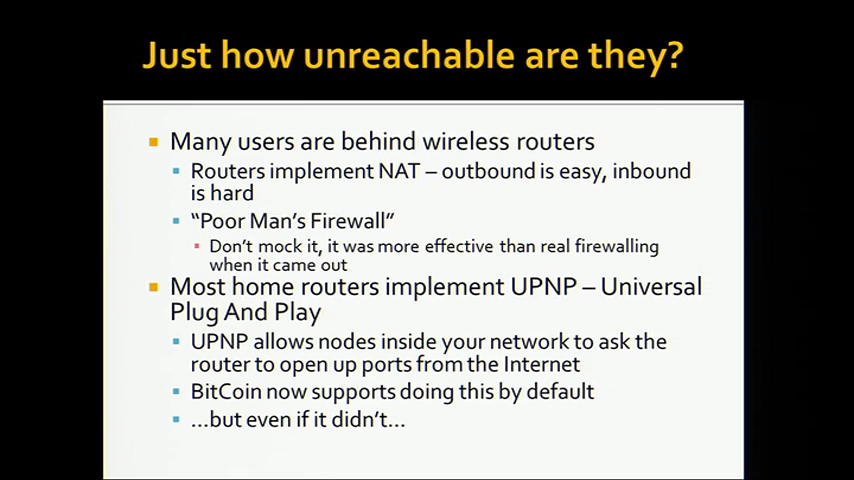 Just how unreachable are they?
Many users are behind wireless routers
Routers implement NAT – outbound is easy, inbound
is hard
“Poor Man’s Firewall”
Don’t mock it, it was more effective than real firewalling
when it came out
Most home routers implement UPNP – Universal
Plug And Play
UPNP allows nodes inside your network to ask the
router to open up ports from the Internet
BitCoin now supports doing this by default
...but even if it didn’t...